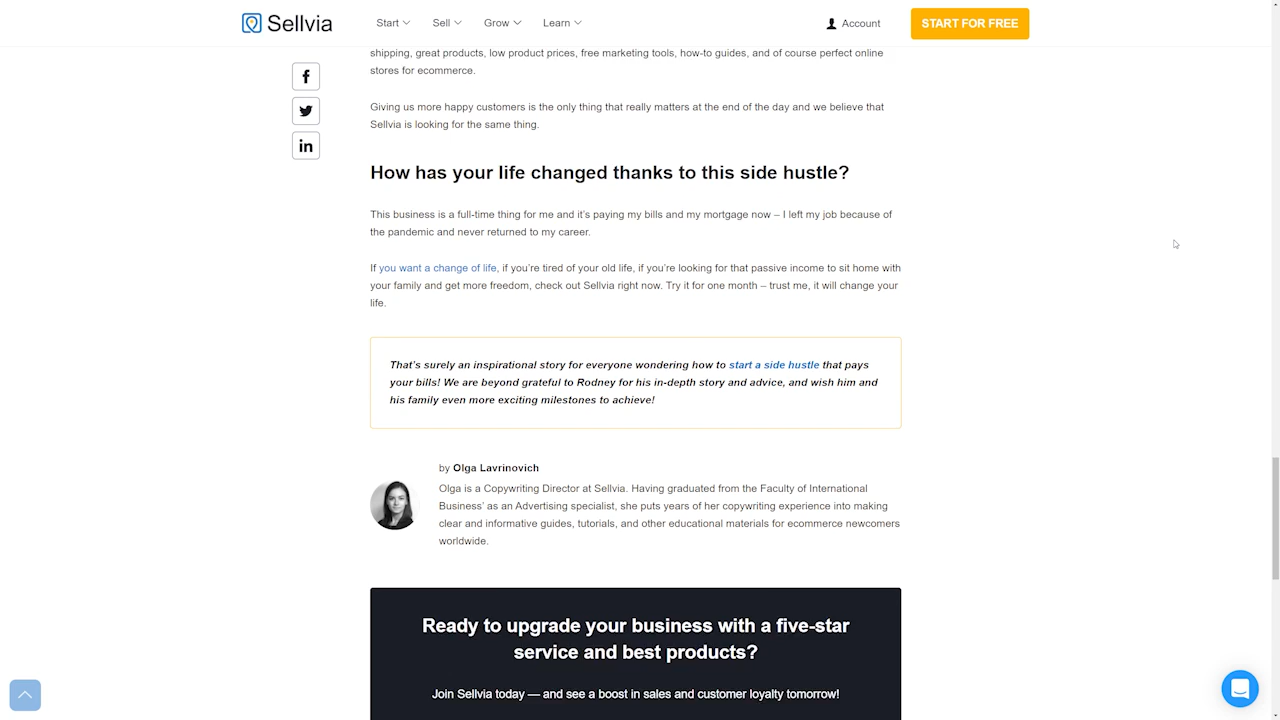 Sellvia
Start
Sell
Grow
Learn
Account
START FOR FREE
shipping, great products, low product prices, free marketing tools, how-to guides, and of course perfect online
stores for ecommerce.
Giving us more happy customers is the only thing that really matters at the end of the day and we believe that
Sellvia is looking for the same thing.
How has your life changed thanks to this side hustle?
This business is a full-time thing for me and it's paying my bills and my mortgage now – I left my job because of
the pandemic and never returned to my career.
If you want a change of life, if you're tired of your old life, if you're looking for that passive income to sit home with
your family and get more freedom, check out Sellvia right now. Try it for one month – trust me, it will change your
life.
That's surely an inspirational story for everyone wondering how to start a side hustle that pays
your bills! We are beyond grateful to Rodney for his in-depth story and advice, and wish him and
his family even more exciting milestones to achieve!
by Olga Lavrinovich
Olga is a Copywriting Director at Sellvia. Having graduated from the Faculty of International
Business' as an Advertising specialist, she puts years of her copywriting experience into making
clear and informative guides, tutorials, and other educational materials for ecommerce newcomers
worldwide.
Ready to upgrade your business with a five-star
service and best products?
Join Sellvia today — and see a boost in sales and customer loyalty tomorrow!